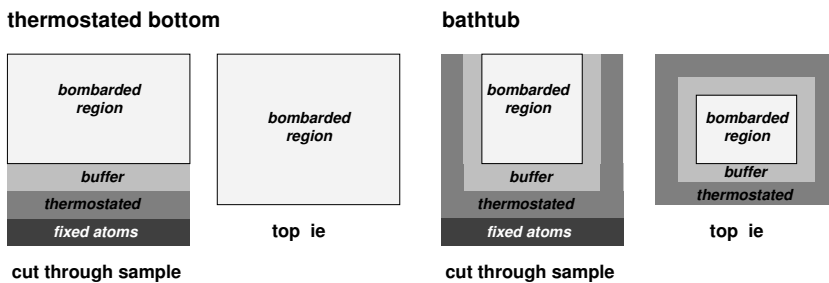 thermostated bottom
bathtub
bombarded
region
buffer
thermostated
fixed atoms
cut through sample
bombarded
region
top ie
bombarded
region
buffer
thermostated
fixed atoms
cut through sample
bombarded
region
buffer
thermostated
top ie